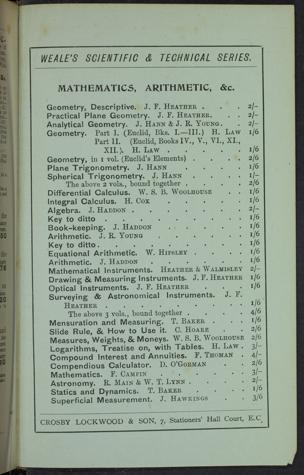 WEALE'S SCIENTIFIC & TECHNICAL SERIES.
MATHEMATICS, ARITHMETIC, &c.
Geometry, Descriptive. J. F. HEATHER . . . 2/-
Practical Plane Geometry. J. F. HEATHER. . . 2/-
Analytical Geometry. J. HANN & J. R. YOUNG. . . 2/-
Geometry. Part I. (Euclid, Bks. I.—III.) H. LAW 1/6
Part II. (Euclid, Books IV., V., VI., XI.,
XII.). H. LAW . . . . . . 1/6
Geometry, in 1 vol. (Euclid's Elements) . . . 2/6
Plane Trigonometry. J. HANN . . . . 1/6
Spherical Trigonometry. J. HANN . . . . 1/-
The above 2 vols., bound together . . . . 2/6
Differential Calculus. W. S. B. WOOLHOUSE . . 1/6
Integral Calculus. H. COX . . . . . 1/6
Algebra. J. HADDON . . . . . . 2/-
Key to ditto . . . . . . . 1/6
Book-keeping. J. HADDON . . . . . 1/6
Arithmetic. J. R. YOUNG . . . . . 1/6
Key to ditto . . . . . . . 1/6
Equational Arithmetic. W. HIPSLEY . . . 1/6
Arithmetic. J. HADDON . . . . . 1/6
Mathematical Instruments. HEATHER & WALMISLEY 2/-
Drawing & Measuring Instruments. J. F. HEATHER 1/6
Optical Instruments. J. F. HEATHER . . . 1/6
Surveying & Astronomical Instruments. J. F.
HEATHER . . . . . . . 1/6
The above 3 vols., bound together . . . . 4/6
Mensuration and Measuring. T. BAKER . . 1/6
Slide Rule, & How to Use it. C. HOARE . . 2/6
Measures, Weights, & Moneys. W. S. B. WOOLHOUSE 2/6
Logarithms, Treatise on, with Tables. H. LAW . 3/-
Compound Interest and Annuities. F. THOMAN . 4/-
Compendious Calculator. D. O'GORMAN . . 2/6
Mathematics. F. CAMPIN . . . . . 3/-
Astronomy. R. MAIN & W. T. LYNN . . . . 2/-
Statics and Dynamics. T. BAKER . . . 1/6
Superficial Measurement. J. HAWKINGS . . 3/6
CROSBY LOCKWOOD & SON, 7, Stationers' Hall Court, E.C.